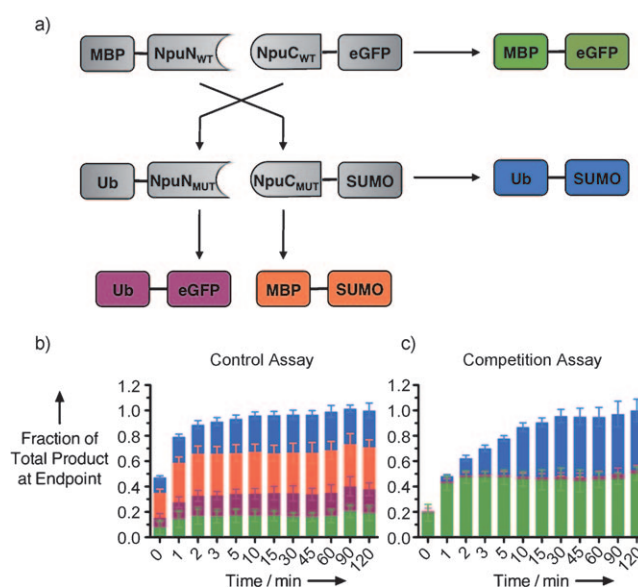 a)
MBP NpuN_WT NpuC_WT eGFP MBP eGFP
Ub NpuN_MUT NpuC_MUT SUMO Ub SUMO
Ub eGFP MBP SUMO
b) Control Assay
c) Competition Assay
Fraction of
Total Product
at Endpoint
1.2
1.0
0.8
0.6
0.4
0.2
0.0
0 1 2 3 5 10 15 30 45 60 90 120
Time / min
1.2
1.0
0.8
0.6
0.4
0.2
0.0
0 1 2 3 5 10 15 30 45 60 90 120
Time / min